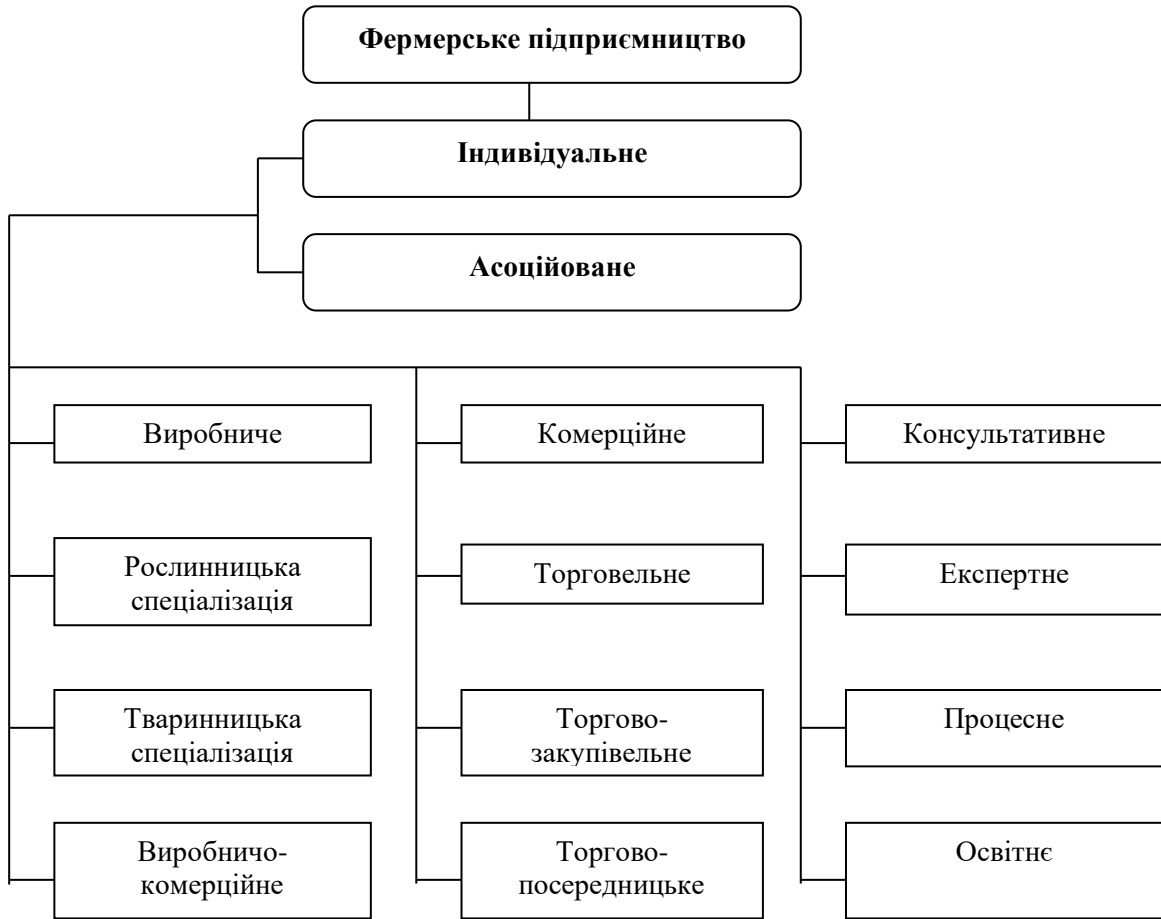 Фермерське підприємництво
Індивідуальне
Асоційоване
Виробниче
Комерційне
Консультативне
Рослинницька
спеціалізація
Торговельне
Експертне
Тваринницька
спеціалізація
Торгово-
закупівельне
Процесне
Виробничо-
комерційне
Торгово-
посередницьке
Освітнє